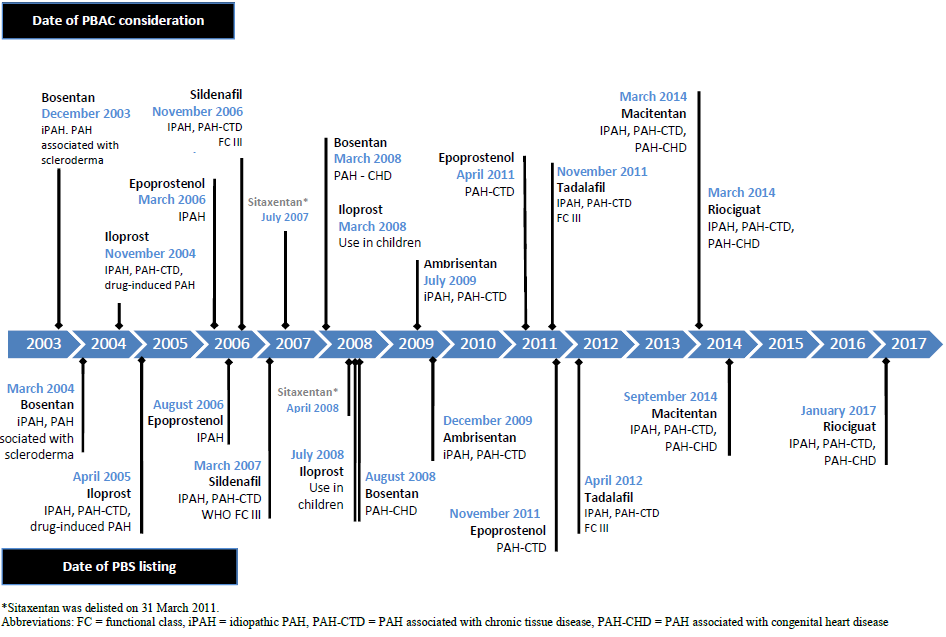 Date of PBAC consideration
Bosentan
December 2003
iPAH. PAH
associated with
scleroderma
Iloprost
November 2004
IPAH, PAH-CTD,
drug-induced PAH
Epoprostenol
March 2006
IPAH
Sildenafil
November 2006
IPAH, PAH-CTD
FC III
Sitaxentan*
July 2007
Bosentan
March 2008
PAH - CHD
Iloprost
March 2008
Use in children
Ambrisentan
July 2009
iPAH, PAH-CTD
Epoprostenol
April 2011
PAH-CTD
November 2011
Tadalafil
IPAH, PAH-CTD
FC III
March 2014
Macitentan
IPAH, PAH-CTD,
PAH-CHD
March 2014
Riociguat
IPAH, PAH-CTD,
PAH-CHD
2003 2004 2005 2006 2007 2008 2009 2010 2011 2012 2013 2014 2015 2016 2017
March 2004
Bosentan
iPAH, PAH
sociated with
scleroderma
April 2005
Iloprost
IPAH, PAH-CTD,
drug-induced PAH
August 2006
Epoprostenol
IPAH
March 2007
Sildenafil
IPAH, PAH-CTD
WHO FC III
Sitaxentan*
April 2008
July 2008
Iloprost
Use in
children
August 2008
Bosentan
PAH-CHD
December 2009
Ambrisentan
iPAH, PAH-CTD
November 2011
Epoprostenol
PAH-CTD
April 2012
Tadalafil
IPAH, PAH-CTD
FC III
September 2014
Macitentan
IPAH, PAH-CTD,
PAH-CHD
January 2017
Riociguat
IPAH, PAH-CTD,
PAH-CHD
Date of PBS listing
*Sitaxentan was delisted on 31 March 2011.
Abbreviations: FC = functional class, iPAH = idiopathic PAH, PAH-CTD = PAH associated with chronic tissue disease, PAH-CHD = PAH associated with congenital heart disease